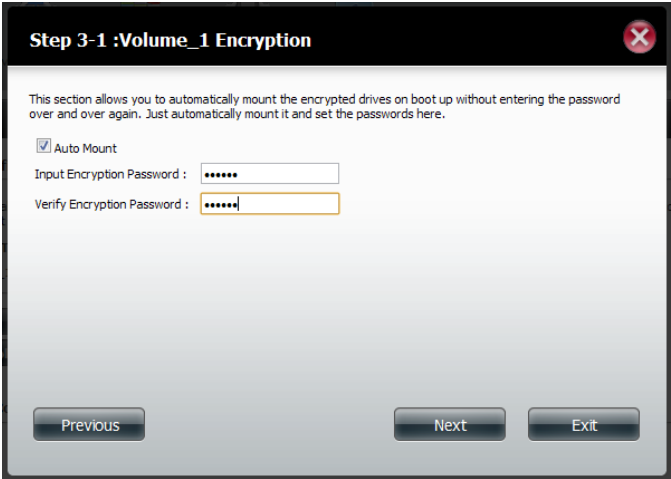 Step 3-1 :Volume_1 Encryption
This section allows you to automatically mount the encrypted drives on boot up without entering the password
over and over again. Just automatically mount it and set the passwords here.
Auto Mount
Input Encryption Password : ••••••
Verify Encryption Password : ••••••
Previous
Next
Exit